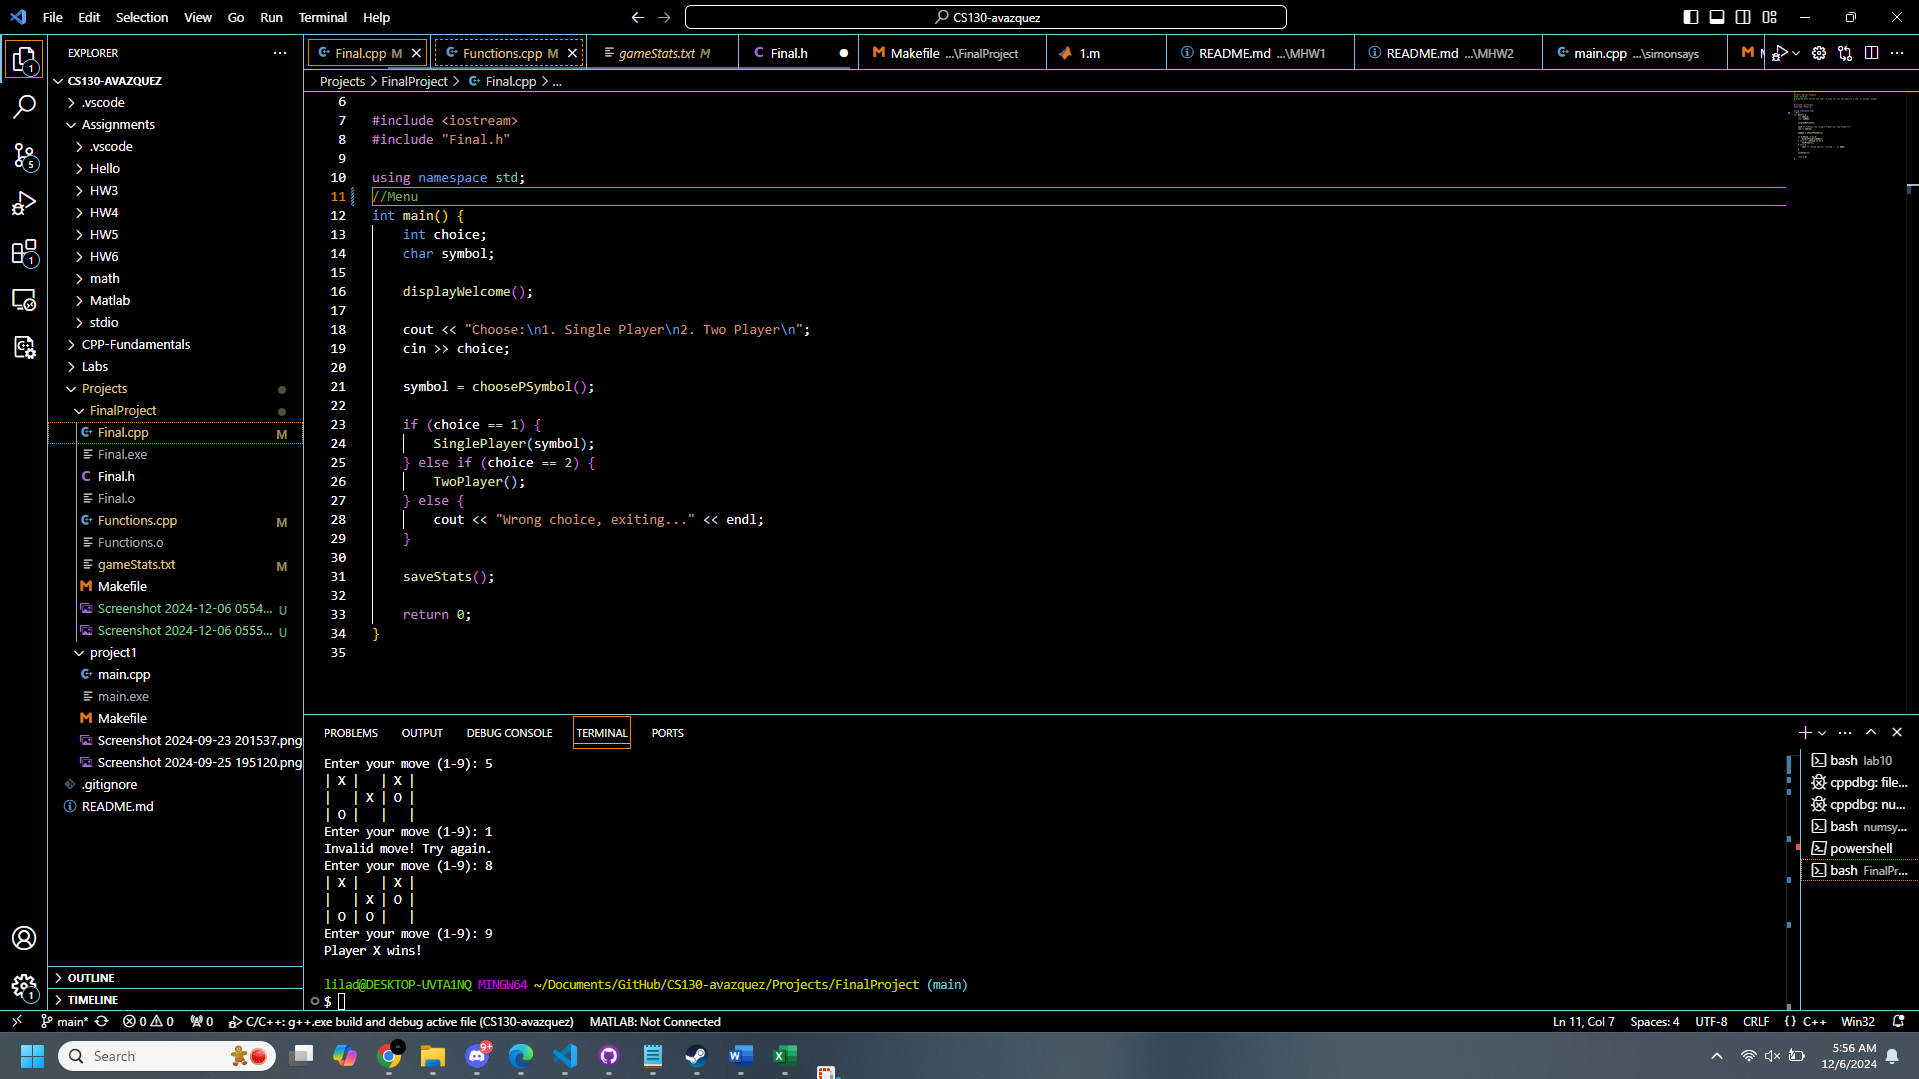 File Edit Selection View Go Run Terminal Help
CS130-avazquez
EXPLORER
CS130-AVAZQUEZ
.vscode
Assignments
.vscode
Hello
HW3
HW4
HW5
HW6
math
Matlab
stdio
CPP-Fundamentals
Labs
Projects
FinalProject
Final.cpp M
Final.exe
Final.h
Final.o
Functions.cpp M
Functions.o
gameStats.txt M
Makefile
Screenshot 2024-12-06 0554... U
Screenshot 2024-12-06 0555... U
project1
main.cpp
main.exe
Makefile
Screenshot 2024-09-23 201537.png
Screenshot 2024-09-25 195120.png
.gitignore
README.md
OUTLINE
TIMELINE
Final.cpp M Functions.cpp M gameStats.txt M Final.h Makefile ...\FinalProject 1.m README.md ...\MHW1 README.md ...\MHW2 main.cpp ...\simonsays
Projects > FinalProject > Final.cpp > ...
6
7 #include <iostream>
8 #include "Final.h"
9
10 using namespace std;
11 //Menu
12 int main() {
13 int choice;
14 char symbol;
15
16 displayWelcome();
17
18 cout << "Choose:\n1. Single Player\n2. Two Player\n";
19 cin >> choice;
20
21 symbol = choosePSymbol();
22
23 if (choice == 1) {
24 SinglePlayer(symbol);
25 } else if (choice == 2) {
26 TwoPlayer();
27 } else {
28 cout << "Wrong choice, exiting..." << endl;
29 }
30
31 saveStats();
32
33 return 0;
34 }
35
PROBLEMS OUTPUT DEBUG CONSOLE TERMINAL PORTS
Enter your move (1-9): 5
| X |   | X |
|   | X | O |
| O |   |   |
Enter your move (1-9): 1
Invalid move! Try again.
Enter your move (1-9): 8
| X |   | X |
|   | X | O |
| O | O |   |
Enter your move (1-9): 9
Player X wins!
lilad@DESKTOP-UVTA1NQ MINGW64 ~/Documents/GitHub/CS130-avazquez/Projects/FinalProject (main)
$
bash lab10
cppdbg: file...
cppdbg: nu...
bash numsy...
powershell
bash FinalPr...
main* 0 0 0 C/C++: g++.exe build and debug active file (CS130-avazquez) MATLAB: Not Connected Ln 11, Col 7 Spaces: 4 UTF-8 CRLF {} C++ Win32
Search
5:56 AM
12/6/2024